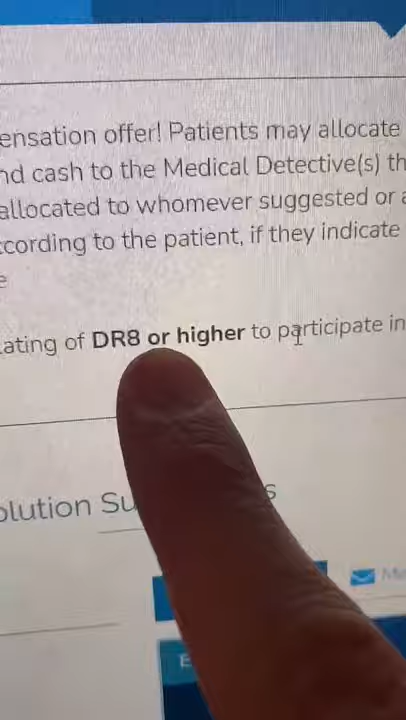 ensation offer! Patients may allocate
nd cash to the Medical Detective(s) th
allocated to whomever suggested or a
cording to the patient, if they indicate
e
ating of DR8 or higher to participate in
olution Su s
M
E